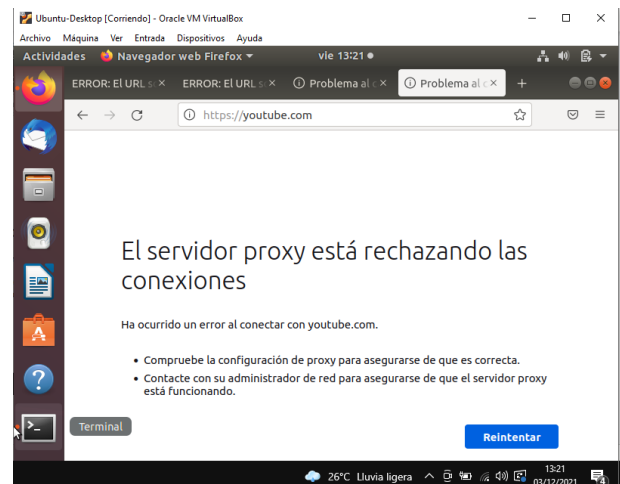 Ubuntu-Desktop [Corriendo] - Oracle VM VirtualBox
Archivo Máquina Ver Entrada Dispositivos Ayuda
Actividades Navegador web Firefox vie 13:21
ERROR: El URL s ERROR: El URL s Problema al c Problema al c
https://youtube.com
El servidor proxy está rechazando las
conexiones
Ha ocurrido un error al conectar con youtube.com.
• Compruebe la configuración de proxy para asegurarse de que es correcta.
• Contacte con su administrador de red para asegurarse de que el servidor proxy
está funcionando.
Terminal
Reintentar
26°C Lluvia ligera 13:21
03/12/2021 4